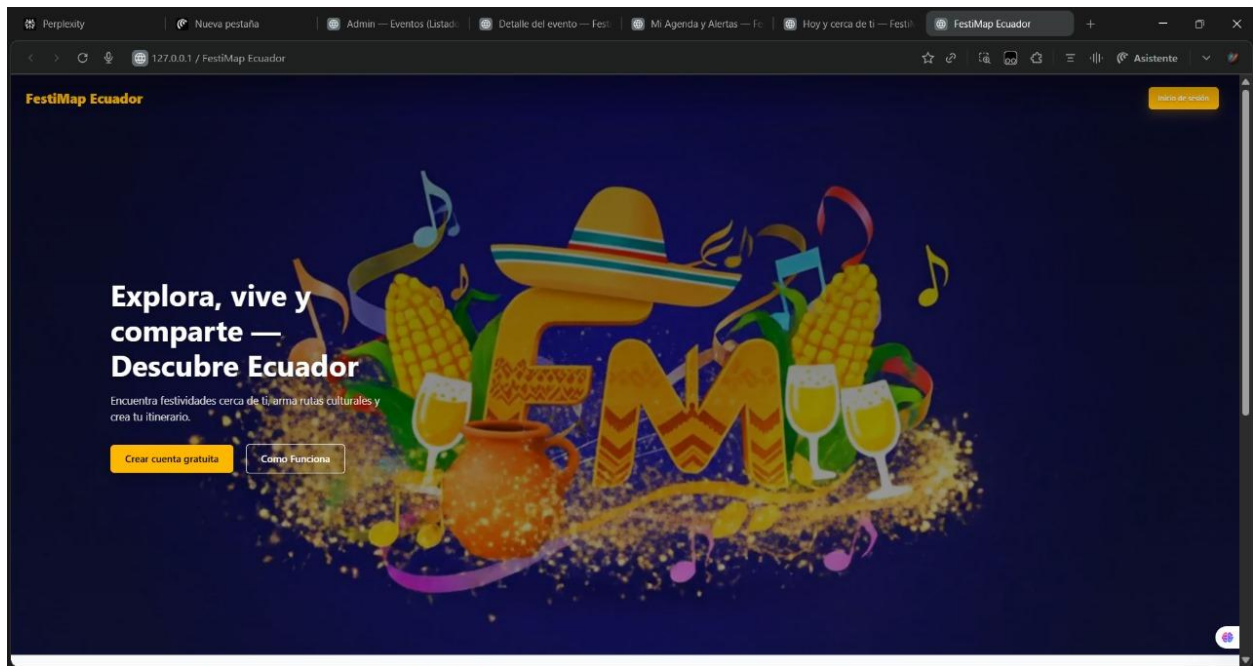 Perplexity
Nueva pestaña
Admin — Eventos (Listado
Detalle del evento — Festi
Mi Agenda y Alertas — Fe
Hoy y cerca de ti — Festi
FestiMap Ecuador
127.0.0.1 / FestiMap Ecuador
Asistente
FestiMap Ecuador
Inicio de sesión
FM
Explora, vive y
comparte —
Descubre Ecuador
Encuentra festividades cerca de ti, arma rutas culturales y
crea tu itinerario.
Crear cuenta gratuita
Como Funciona